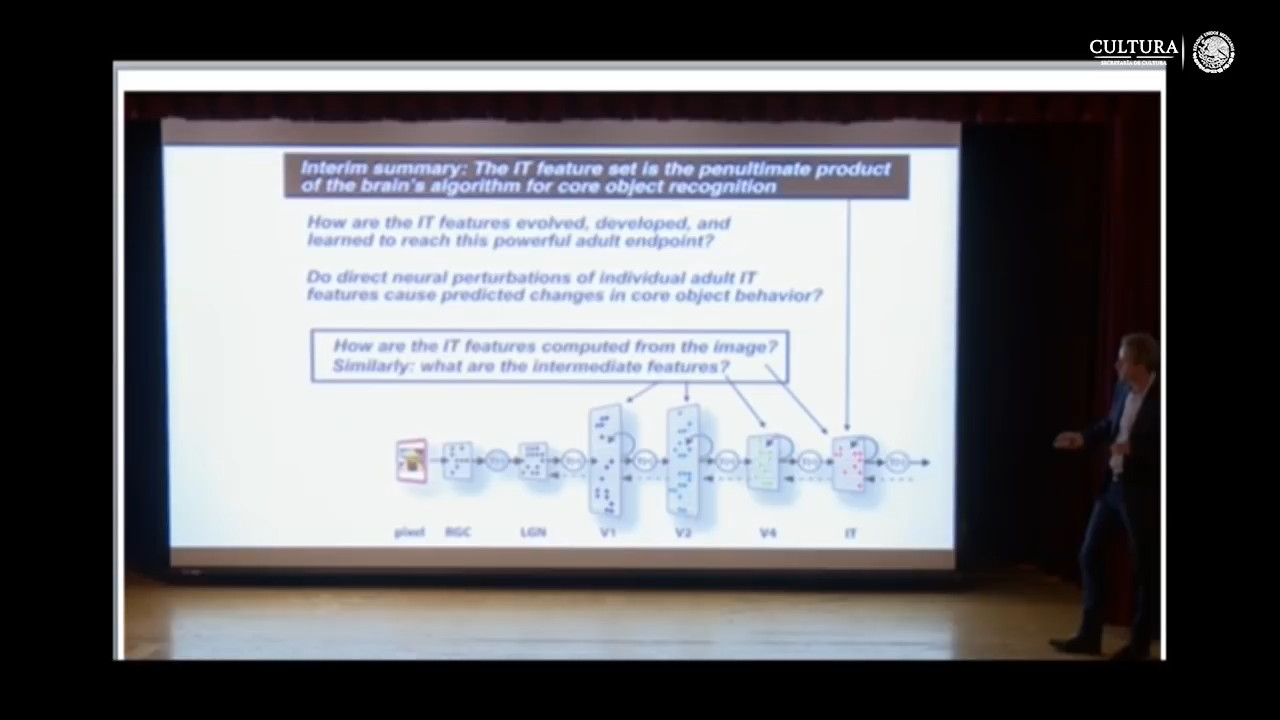 CULTURA
SECRETARÍA DE CULTURA
Interim summary: The IT feature set is the penultimate product
of the brain's algorithm for core object recognition
How are the IT features evolved, developed, and
learned to reach this powerful adult endpoint?
Do direct neural perturbations of individual adult IT
features cause predicted changes in core object behavior?
How are the IT features computed from the image?
Similarly: what are the intermediate features?
pixel RGC LGN V1 V2 V4 IT